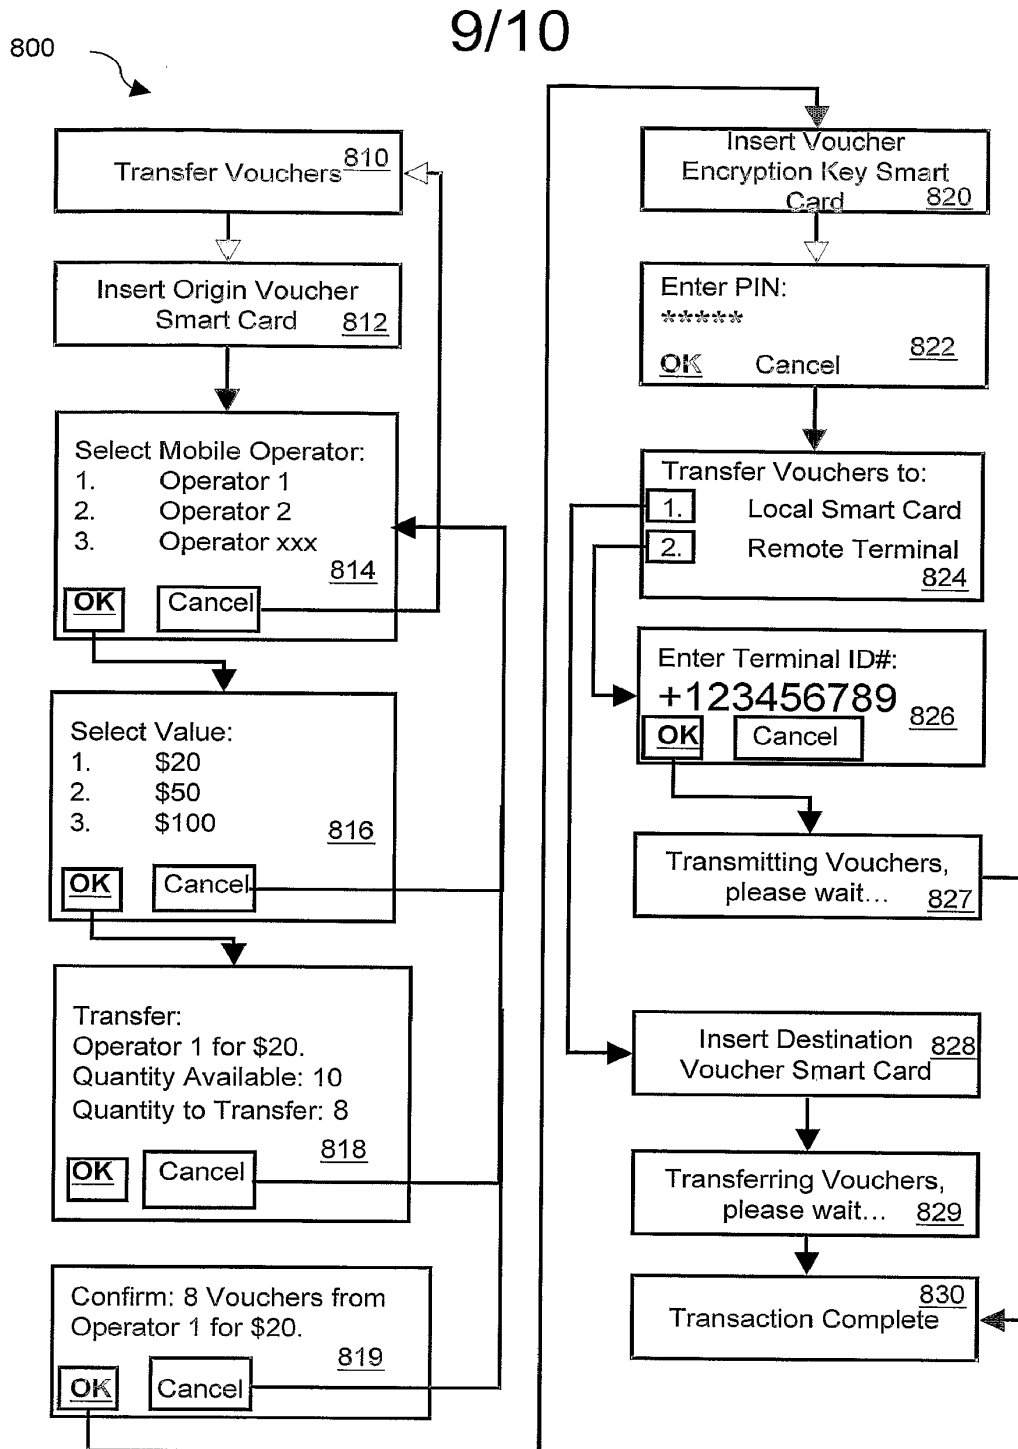 9/10
800
Transfer Vouchers 810
Insert Origin Voucher
Smart Card 812
Select Mobile Operator:
1. Operator 1
2. Operator 2
3. Operator xxx
814
OK Cancel
Select Value:
1. $20
2. $50
3. $100
816
OK Cancel
Transfer:
Operator 1 for $20.
Quantity Available: 10
Quantity to Transfer: 8
818
OK Cancel
Confirm: 8 Vouchers from
Operator 1 for $20.
819
OK Cancel
Insert Voucher
Encryption Key Smart
Card 820
Enter PIN:
*****
822
OK Cancel
Transfer Vouchers to:
1. Local Smart Card
2. Remote Terminal
824
Enter Terminal ID#:
+123456789 826
OK Cancel
Transmitting Vouchers,
please wait... 827
Insert Destination 828
Voucher Smart Card
Transferring Vouchers,
please wait... 829
830
Transaction Complete